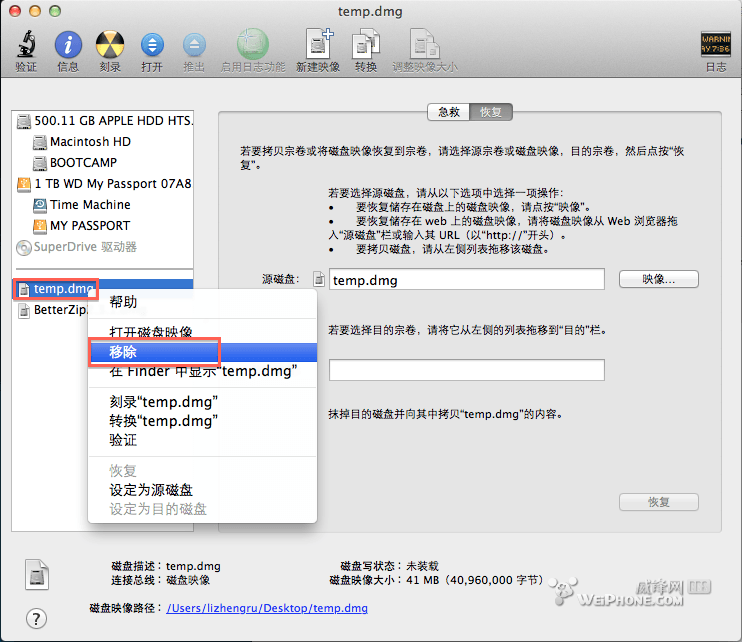 temp.dmg
验证 信息 刻录 打开 推出 启用日志功能 新建映像 转换 调整映像大小 日志
WARNIN
AY 7:36
急救 恢复
500.11 GB APPLE HDD HTS.
Macintosh HD
BOOTCAMP
1 TB WD My Passport 07A8
Time Machine
MY PASSPORT
SuperDrive 驱动器
temp.dmg
BetterZip.
若要拷贝宗卷或将磁盘映像恢复到宗卷，请选择源宗卷或磁盘映像，目的宗卷，然后点按“恢
复”。
若要选择源磁盘，请从以下选项中选择一项操作：
• 要恢复储存在磁盘上的磁盘映像，请点按“映像”。
• 要恢复储存在 web 上的磁盘映像，请将磁盘映像从 Web 浏览器拖
入“源磁盘”栏或输入其 URL（以“http://”开头）。
• 要拷贝磁盘，请从左侧列表拖移该磁盘。
源磁盘： temp.dmg 映像...
若要选择目的宗卷，请将它从左侧的列表拖移到“目的”栏。
抹掉目的磁盘并向其中拷贝“temp.dmg”的内容。
恢复
帮助
打开磁盘映像
移除
在 Finder 中显示“temp.dmg”
刻录“temp.dmg”
转换“temp.dmg”
验证
恢复
设定为源磁盘
设定为目的磁盘
磁盘描述：temp.dmg 磁盘写状态：未装载
连接总线：磁盘映像 磁盘映像大小：41 MB（40,960,000 字节）
磁盘映像路径：/Users/lizhengru/Desktop/temp.dmg
?
威锋网
WEIPHONE.COM